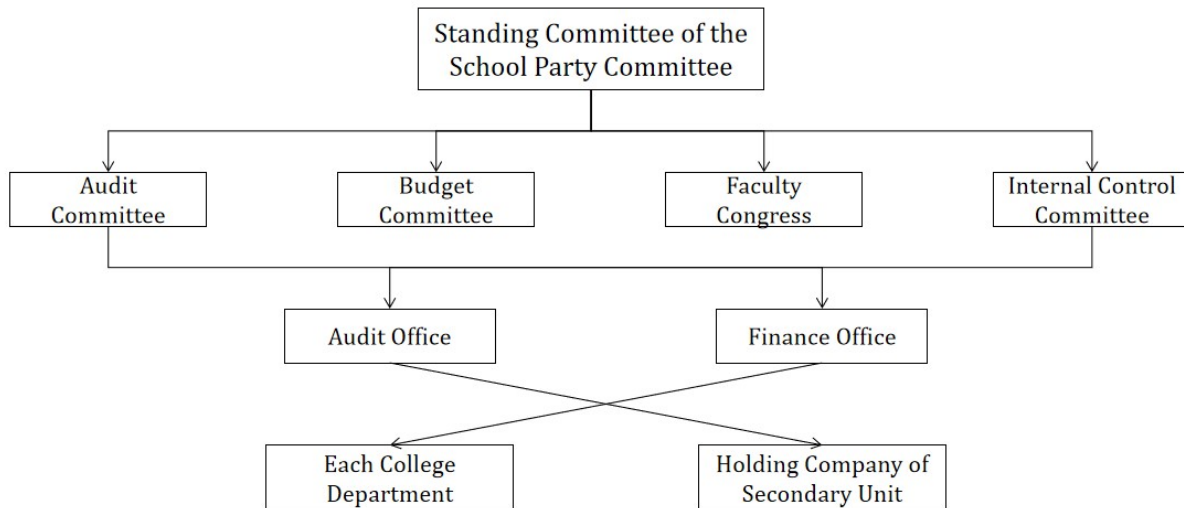 Standing Committee of the
School Party Committee
Audit
Committee
Budget
Committee
Faculty
Congress
Internal Control
Committee
Audit Office
Finance Office
Each College
Department
Holding Company of
Secondary Unit